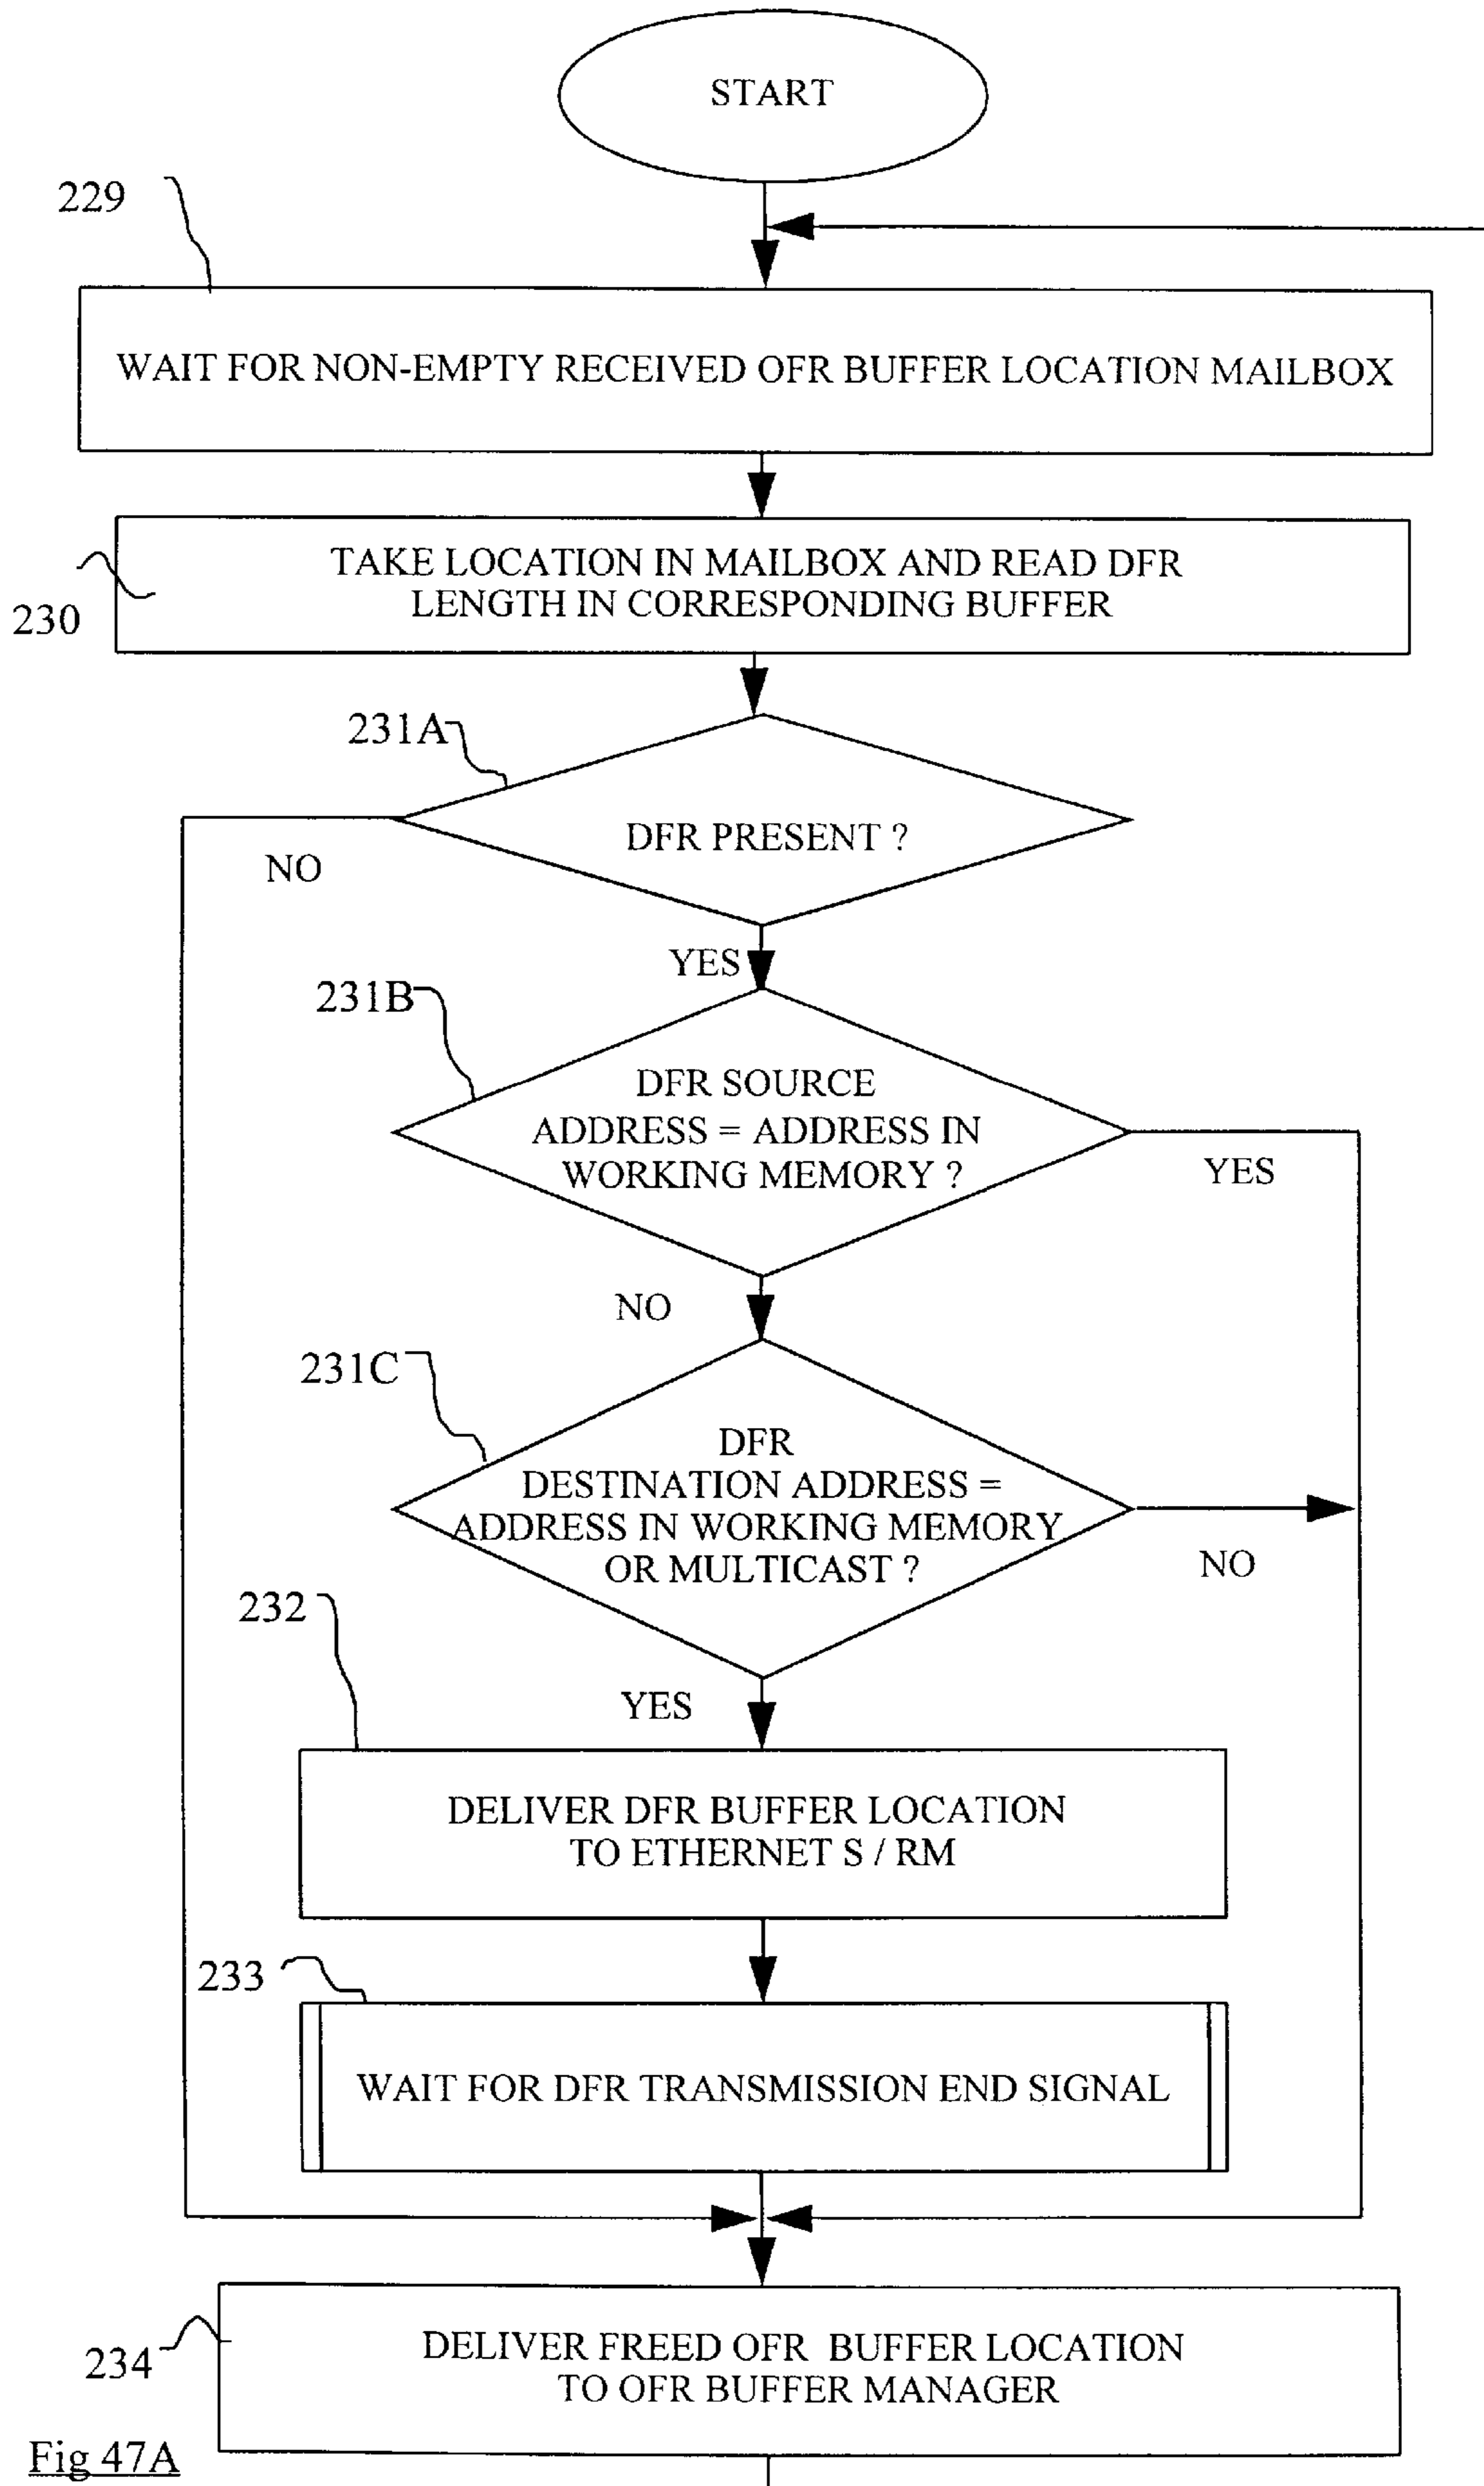 START
229
WAIT FOR NON-EMPTY RECEIVED OFR BUFFER LOCATION MAILBOX
TAKE LOCATION IN MAILBOX AND READ DFR
LENGTH IN CORRESPONDING BUFFER
230
231A
DFR PRESENT ?
NO
YES
231B
DFR SOURCE
ADDRESS = ADDRESS IN
WORKING MEMORY ?
YES
NO
231C
DFR
DESTINATION ADDRESS =
ADDRESS IN WORKING MEMORY
OR MULTICAST ?
NO
232
YES
DELIVER DFR BUFFER LOCATION
TO ETHERNET S / RM
233
WAIT FOR DFR TRANSMISSION END SIGNAL
234
DELIVER FREED OFR BUFFER LOCATION
TO OFR BUFFER MANAGER
Fig 47A